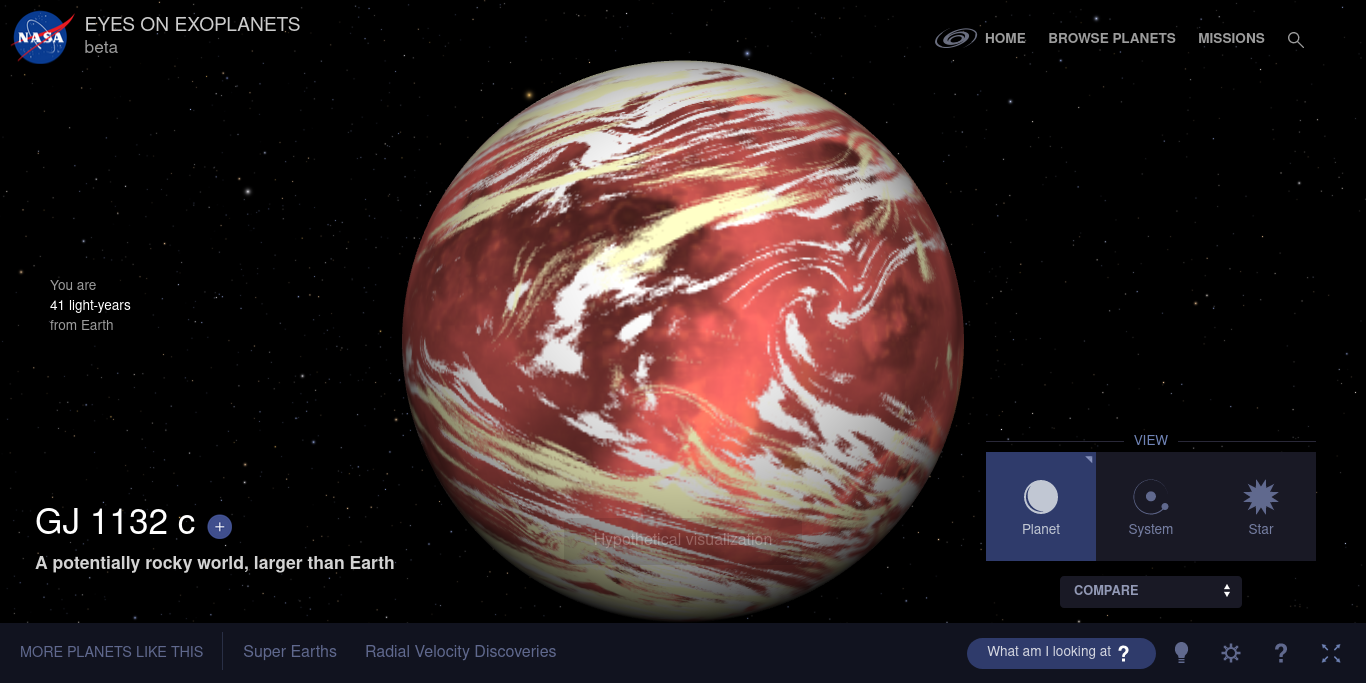 NASA
EYES ON EXOPLANETS
beta
HOME
BROWSE PLANETS
MISSIONS
You are
41 light-years
from Earth
VIEW
Planet
System
Star
GJ 1132 c +
A potentially rocky world, larger than Earth
Hypothetical visualization
COMPARE
MORE PLANETS LIKE THIS
Super Earths
Radial Velocity Discoveries
What am I looking at ?
?